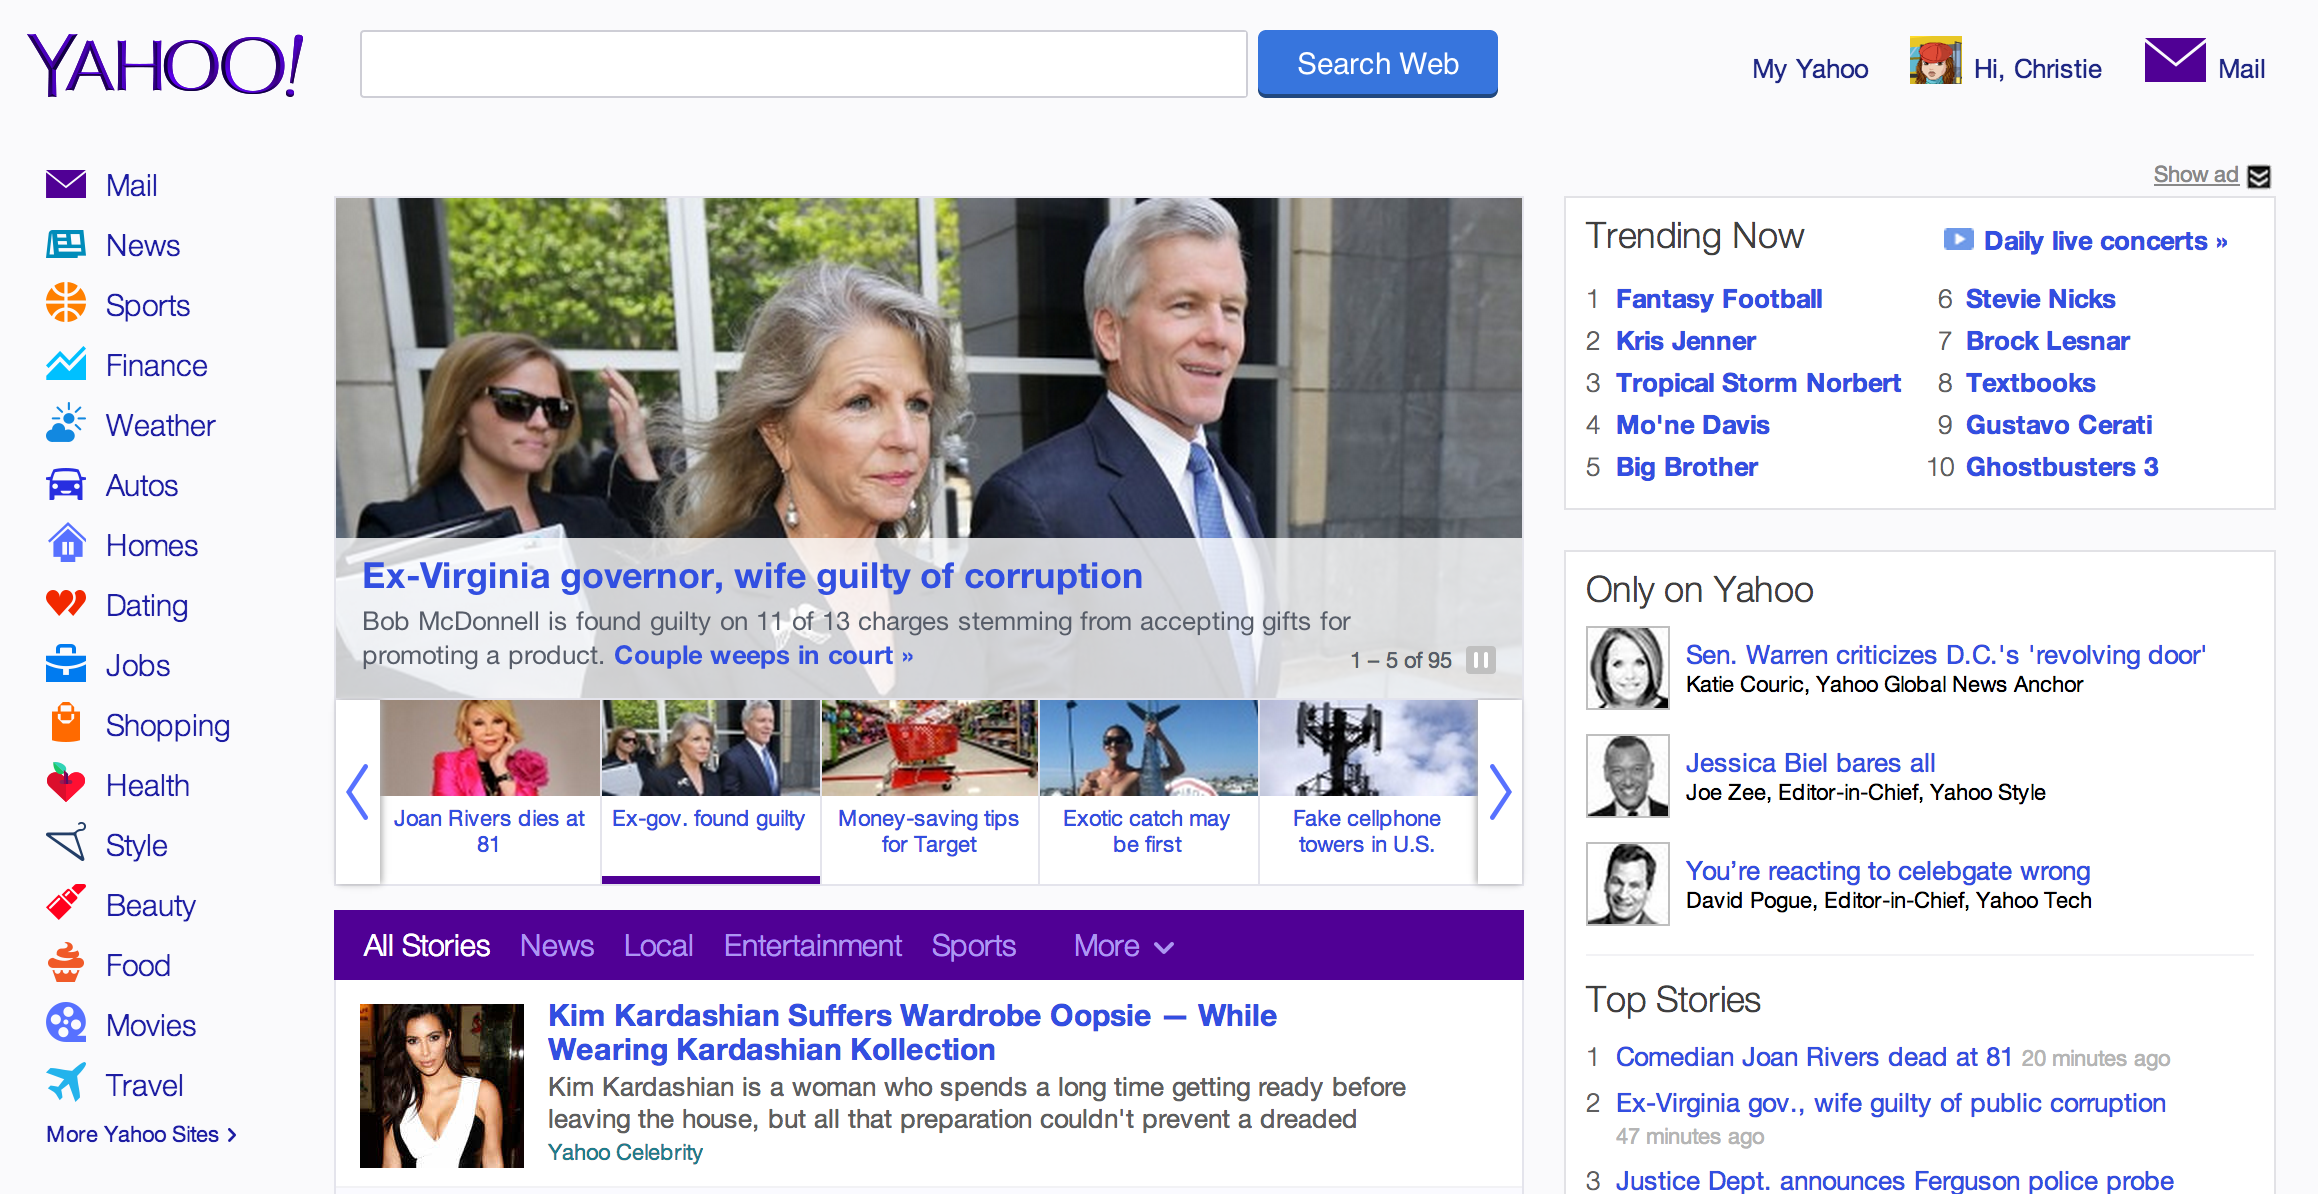 YAHOO!
Search Web
My Yahoo
Hi, Christie
Mail
Mail
News
Sports
Finance
Weather
Autos
Homes
Dating
Jobs
Shopping
Health
Style
Beauty
Food
Movies
Travel
More Yahoo Sites >
Ex-Virginia governor, wife guilty of corruption
Bob McDonnell is found guilty on 11 of 13 charges stemming from accepting gifts for
promoting a product. Couple weeps in court »
1 – 5 of 95
Joan Rivers dies at
81
Ex-gov. found guilty
Money-saving tips
for Target
Exotic catch may
be first
Fake cellphone
towers in U.S.
All Stories
News
Local
Entertainment
Sports
More
Kim Kardashian Suffers Wardrobe Oopsie — While
Wearing Kardashian Kollection
Kim Kardashian is a woman who spends a long time getting ready before
leaving the house, but all that preparation couldn't prevent a dreaded
Yahoo Celebrity
Show ad
Trending Now
Daily live concerts »
1 Fantasy Football
2 Kris Jenner
3 Tropical Storm Norbert
4 Mo'ne Davis
5 Big Brother
6 Stevie Nicks
7 Brock Lesnar
8 Textbooks
9 Gustavo Cerati
10 Ghostbusters 3
Only on Yahoo
Sen. Warren criticizes D.C.'s 'revolving door'
Katie Couric, Yahoo Global News Anchor
Jessica Biel bares all
Joe Zee, Editor-in-Chief, Yahoo Style
You’re reacting to celebgate wrong
David Pogue, Editor-in-Chief, Yahoo Tech
Top Stories
1 Comedian Joan Rivers dead at 81 20 minutes ago
2 Ex-Virginia gov., wife guilty of public corruption
47 minutes ago
3 Justice Dept. announces Ferguson police probe